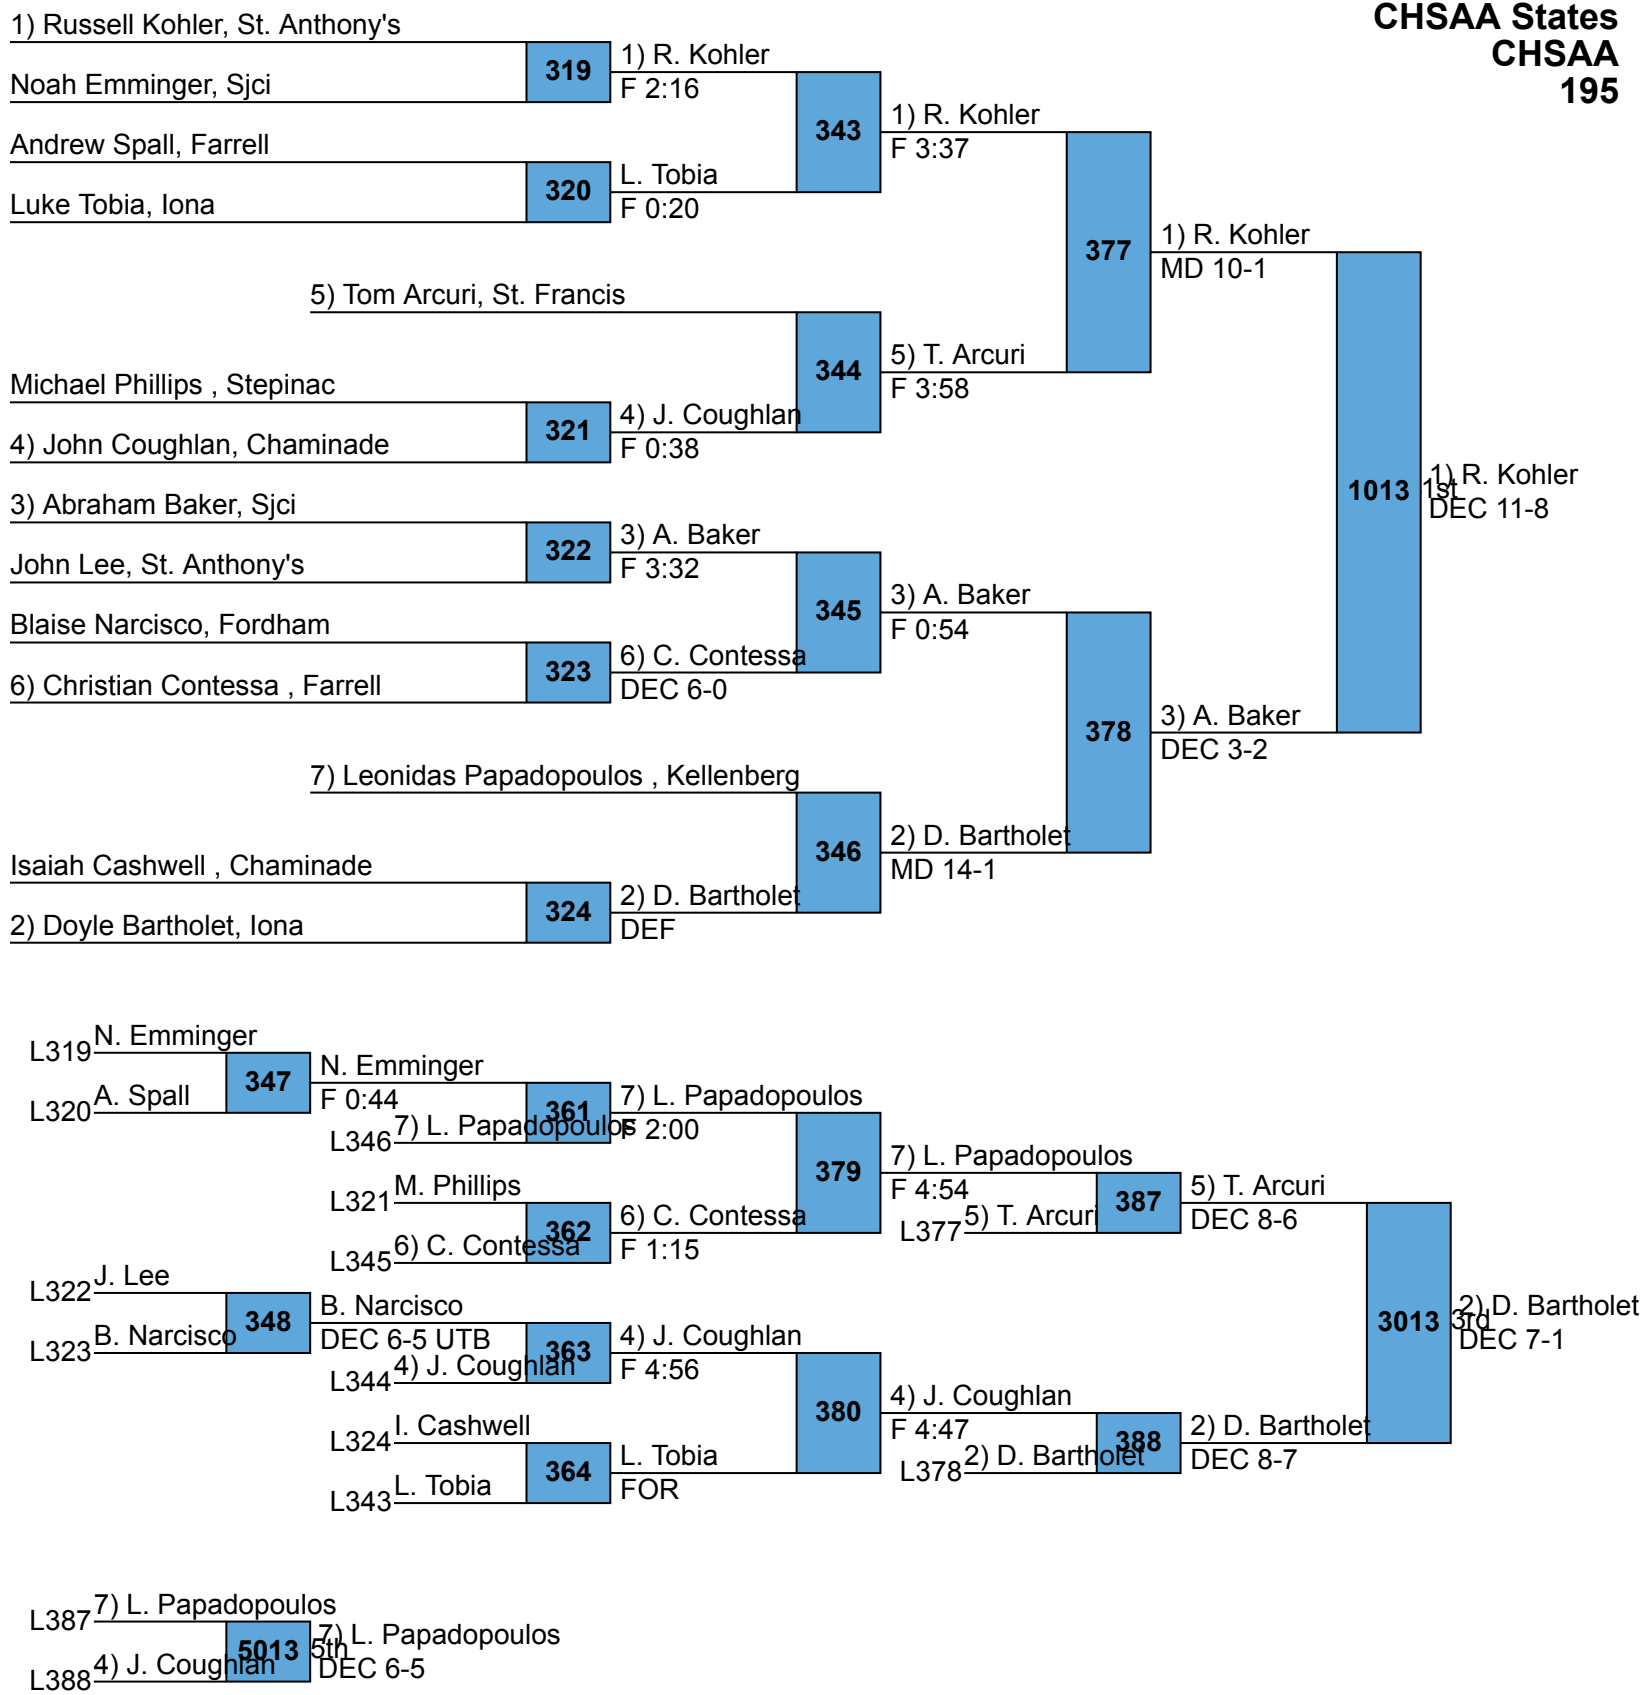 CHSAA States
CHSAA
195
1) Russell Kohler, St. Anthony's
319
1) R. Kohler
F 2:16
Noah Emminger, Sjci
343
1) R. Kohler
F 3:37
Andrew Spall, Farrell
320
L. Tobia
F 0:20
Luke Tobia, Iona
377
1) R. Kohler
MD 10-1
5) Tom Arcuri, St. Francis
344
5) T. Arcuri
F 3:58
Michael Phillips , Stepinac
321
4) J. Coughlan
F 0:38
4) John Coughlan, Chaminade
1013
1st
1) R. Kohler
DEC 11-8
3) Abraham Baker, Sjci
322
3) A. Baker
F 3:32
John Lee, St. Anthony's
345
3) A. Baker
F 0:54
Blaise Narcisco, Fordham
323
6) C. Contessa
DEC 6-0
6) Christian Contessa , Farrell
378
3) A. Baker
DEC 3-2
7) Leonidas Papadopoulos , Kellenberg
346
2) D. Bartholet
MD 14-1
Isaiah Cashwell , Chaminade
324
2) D. Bartholet
DEF
2) Doyle Bartholet, Iona
L319
N. Emminger
347
N. Emminger
F 0:44
L320
A. Spall
361
7) L. Papadopoulos
F 2:00
L346
7) L. Papadopoulos
379
7) L. Papadopoulos
F 4:54
L321
M. Phillips
362
6) C. Contessa
F 1:15
L345
6) C. Contessa
387
5) T. Arcuri
DEC 8-6
L377
5) T. Arcuri
L322
J. Lee
348
B. Narcisco
DEC 6-5 UTB
L323
B. Narcisco
363
4) J. Coughlan
F 4:56
L344
4) J. Coughlan
3013
3rd
2) D. Bartholet
DEC 7-1
380
4) J. Coughlan
F 4:47
L324
I. Cashwell
364
L. Tobia
FOR
L343
L. Tobia
388
2) D. Bartholet
DEC 8-7
L378
2) D. Bartholet
L387
7) L. Papadopoulos
5013
5th
7) L. Papadopoulos
DEC 6-5
L388
4) J. Coughlan